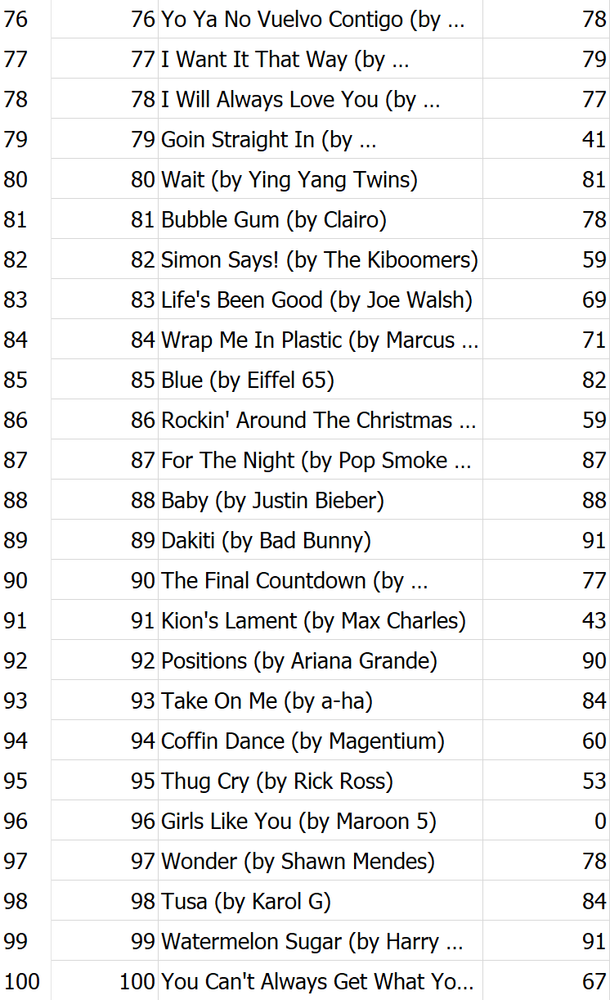 76 76 Yo Ya No Vuelvo Contigo (by ... 78
77 77 I Want It That Way (by ... 79
78 78 I Will Always Love You (by ... 77
79 79 Goin Straight In (by ... 41
80 80 Wait (by Ying Yang Twins) 81
81 81 Bubble Gum (by Clairo) 78
82 82 Simon Says! (by The Kiboomers) 59
83 83 Life's Been Good (by Joe Walsh) 69
84 84 Wrap Me In Plastic (by Marcus ... 71
85 85 Blue (by Eiffel 65) 82
86 86 Rockin' Around The Christmas ... 59
87 87 For The Night (by Pop Smoke ... 87
88 88 Baby (by Justin Bieber) 88
89 89 Dakiti (by Bad Bunny) 91
90 90 The Final Countdown (by ... 77
91 91 Kion's Lament (by Max Charles) 43
92 92 Positions (by Ariana Grande) 90
93 93 Take On Me (by a-ha) 84
94 94 Coffin Dance (by Magentium) 60
95 95 Thug Cry (by Rick Ross) 53
96 96 Girls Like You (by Maroon 5) 0
97 97 Wonder (by Shawn Mendes) 78
98 98 Tusa (by Karol G) 84
99 99 Watermelon Sugar (by Harry ... 91
100 100 You Can't Always Get What Yo... 67